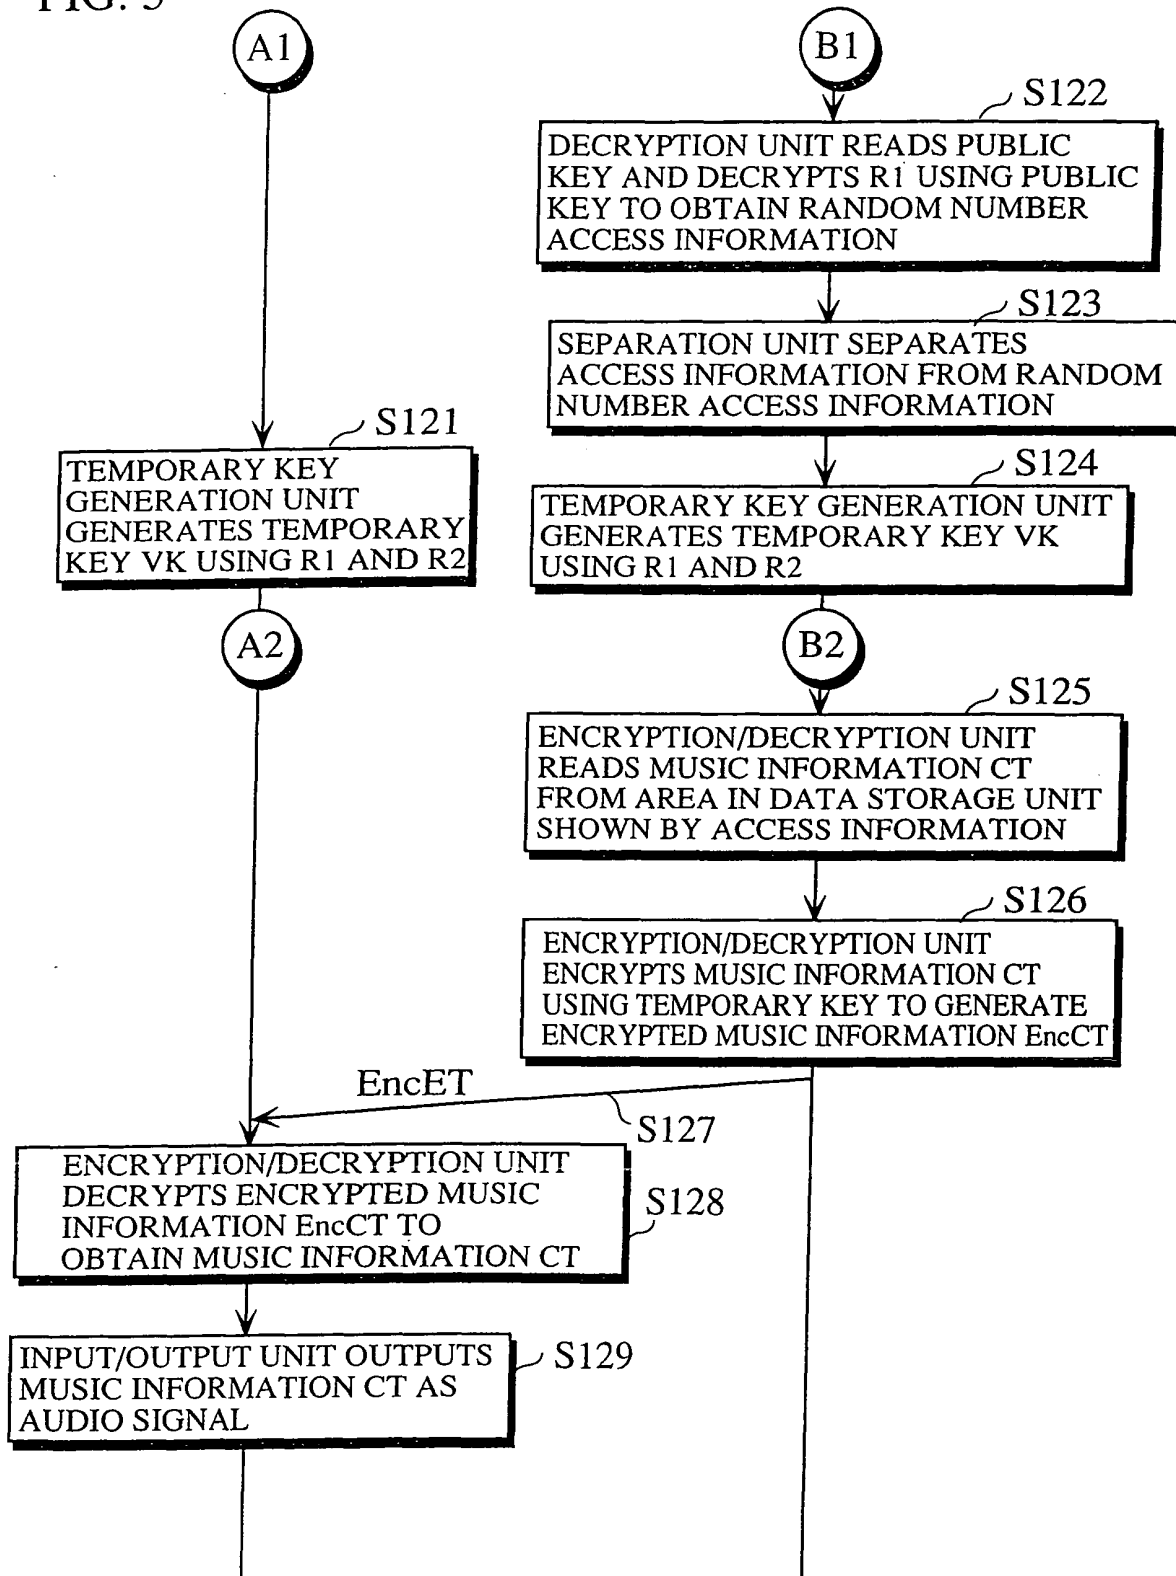 A1
B1
S122
DECRYPTION UNIT READS PUBLIC
KEY AND DECRYPTS R1 USING PUBLIC
KEY TO OBTAIN RANDOM NUMBER
ACCESS INFORMATION
S123
SEPARATION UNIT SEPARATES
ACCESS INFORMATION FROM RANDOM
NUMBER ACCESS INFORMATION
S121
TEMPORARY KEY
GENERATION UNIT
GENERATES TEMPORARY
KEY VK USING R1 AND R2
S124
TEMPORARY KEY GENERATION UNIT
GENERATES TEMPORARY KEY VK
USING R1 AND R2
A2
B2
S125
ENCRYPTION/DECRYPTION UNIT
READS MUSIC INFORMATION CT
FROM AREA IN DATA STORAGE UNIT
SHOWN BY ACCESS INFORMATION
S126
ENCRYPTION/DECRYPTION UNIT
ENCRYPTS MUSIC INFORMATION CT
USING TEMPORARY KEY TO GENERATE
ENCRYPTED MUSIC INFORMATION EncCT
EncET
S127
ENCRYPTION/DECRYPTION UNIT
DECRYPTS ENCRYPTED MUSIC
INFORMATION EncCT TO
OBTAIN MUSIC INFORMATION CT
S128
INPUT/OUTPUT UNIT OUTPUTS
MUSIC INFORMATION CT AS
AUDIO SIGNAL
S129